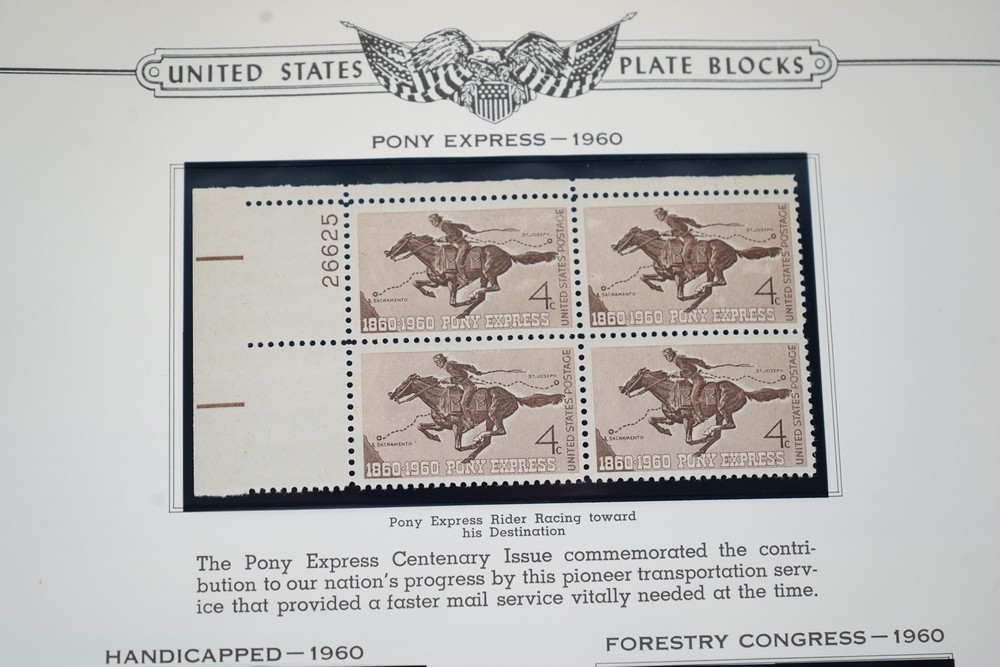 UNITED STATES PLATE BLOCKS
PONY EXPRESS—1960
26625
ST. JOSEPH
SACRAMENTO
4c
UNITED STATES POSTAGE
1860·1960 PONY EXPRESS
ST. JOSEPH
SACRAMENTO
4c
UNITED STATES POSTAGE
1860·1960 PONY EXPRESS
ST. JOSEPH
SACRAMENTO
4c
UNITED STATES POSTAGE
1860·1960 PONY EXPRESS
ST. JOSEPH
SACRAMENTO
4c
UNITED STATES POSTAGE
1860·1960 PONY EXPRESS
Pony Express Rider Racing toward
his Destination
The Pony Express Centenary Issue commemorated the contri-
bution to our nation's progress by this pioneer transportation serv-
ice that provided a faster mail service vitally needed at the time.
HANDICAPPED—1960
FORESTRY CONGRESS—1960